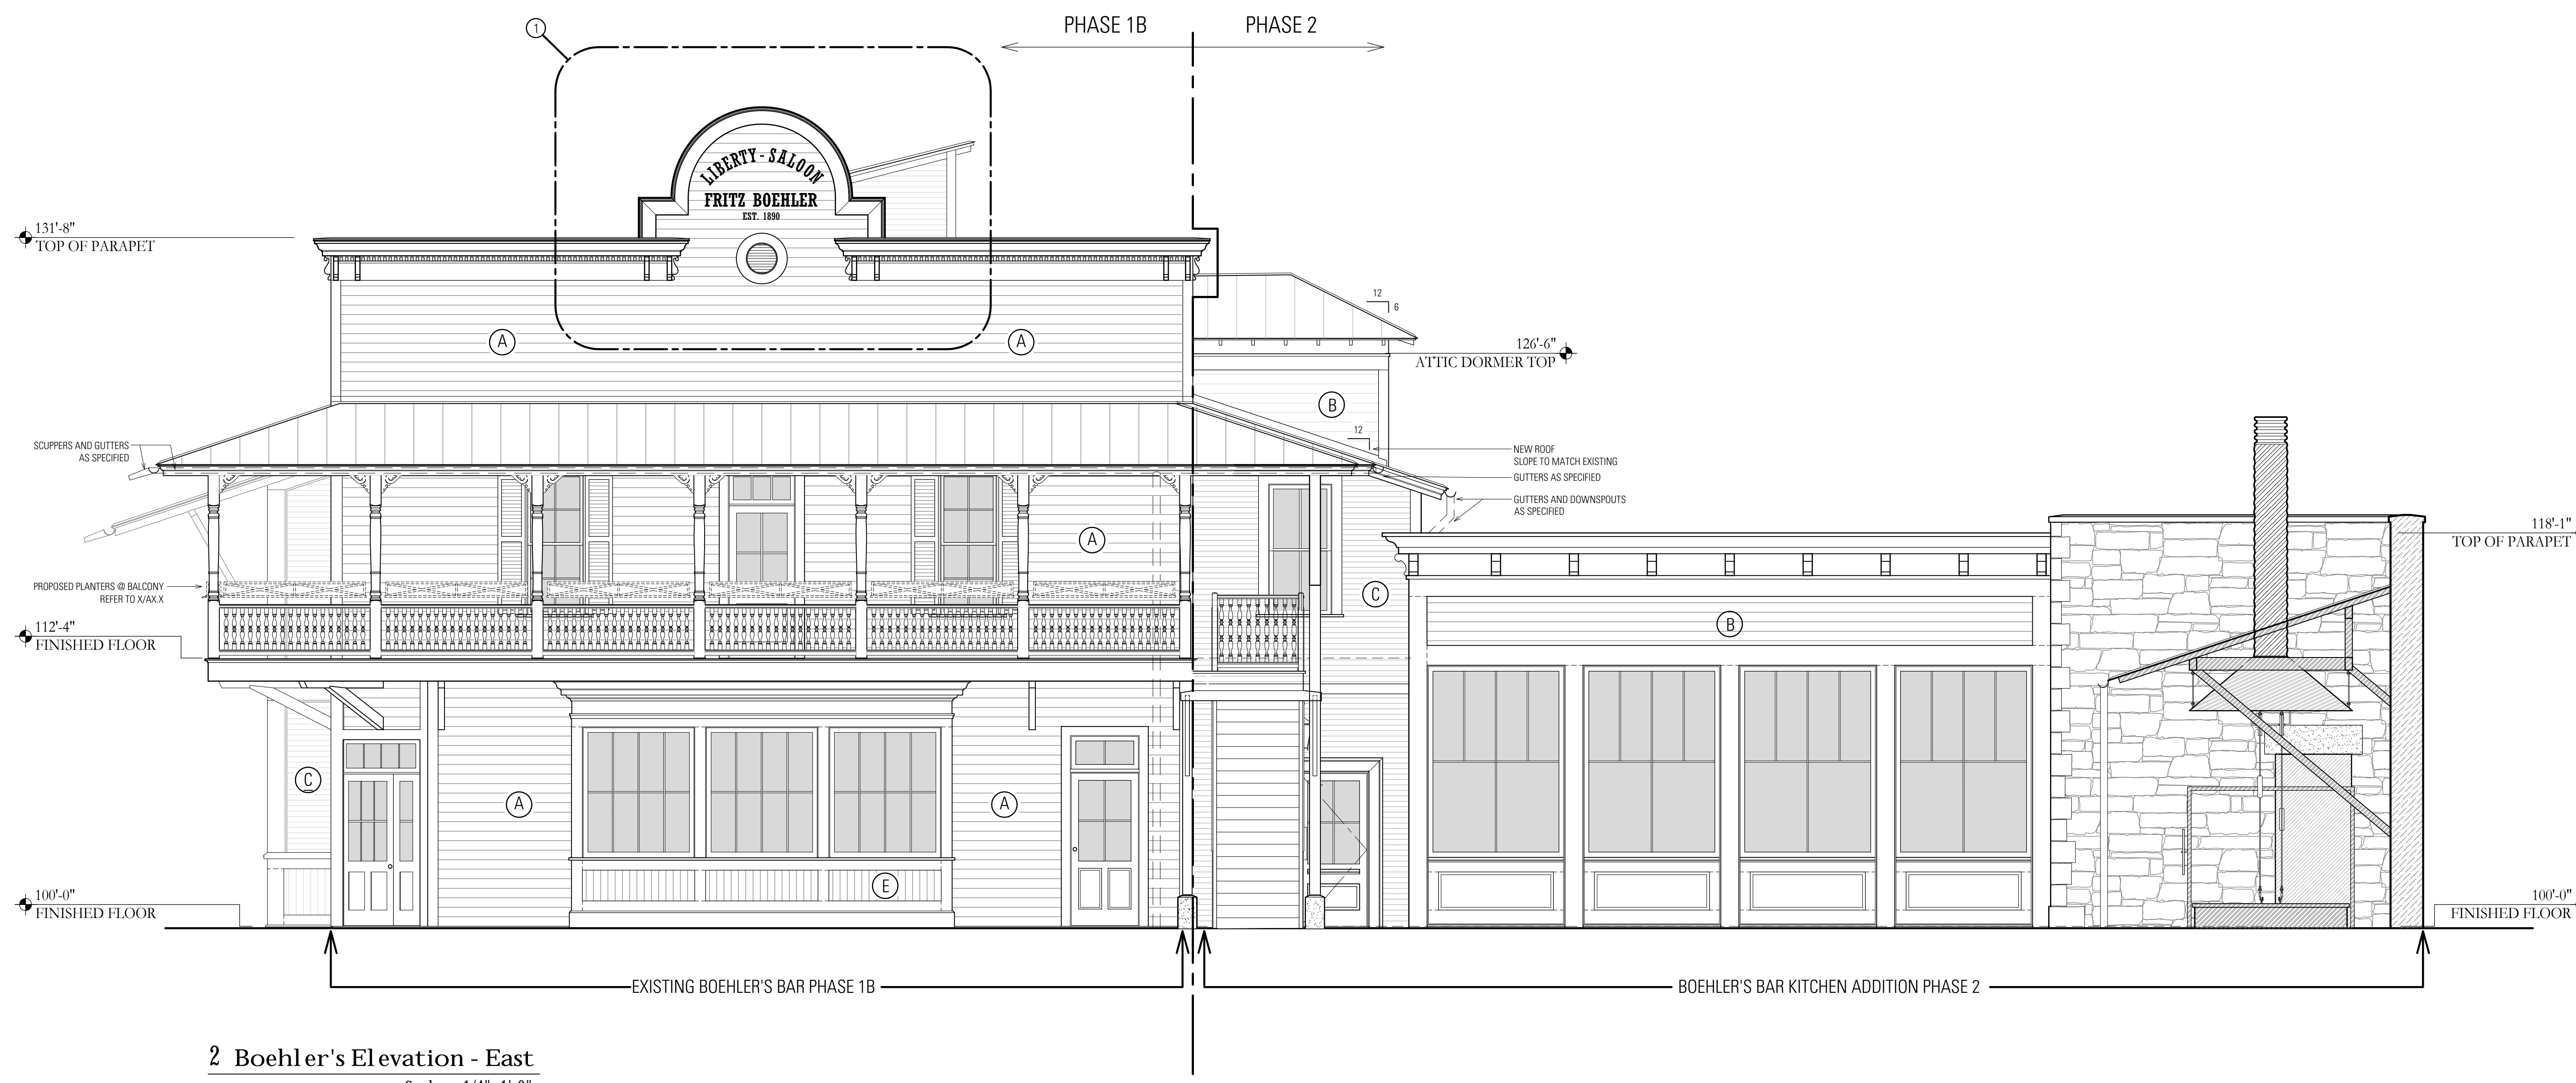 1
PHASE 1B
PHASE 2
LIBERTY - SALOON
FRITZ BOEHLER
EST. 1890
131'-8"
TOP OF PARAPET
12
6
A
A
126'-6"
ATTIC DORMER TOP
B
12
SCUPPERS AND GUTTERS
AS SPECIFIED
NEW ROOF
SLOPE TO MATCH EXISTING
GUTTERS AS SPECIFIED
GUTTERS AND DOWNSPOUTS
AS SPECIFIED
A
118'-1"
TOP OF PARAPET
PROPOSED PLANTERS @ BALCONY
REFER TO X/AX.X
C
B
112'-4"
FINISHED FLOOR
C
A
A
E
100'-0"
FINISHED FLOOR
100'-0"
FINISHED FLOOR
EXISTING BOEHLER'S BAR PHASE 1B
BOEHLER'S BAR KITCHEN ADDITION PHASE 2
2 Boehler's Elevation - East